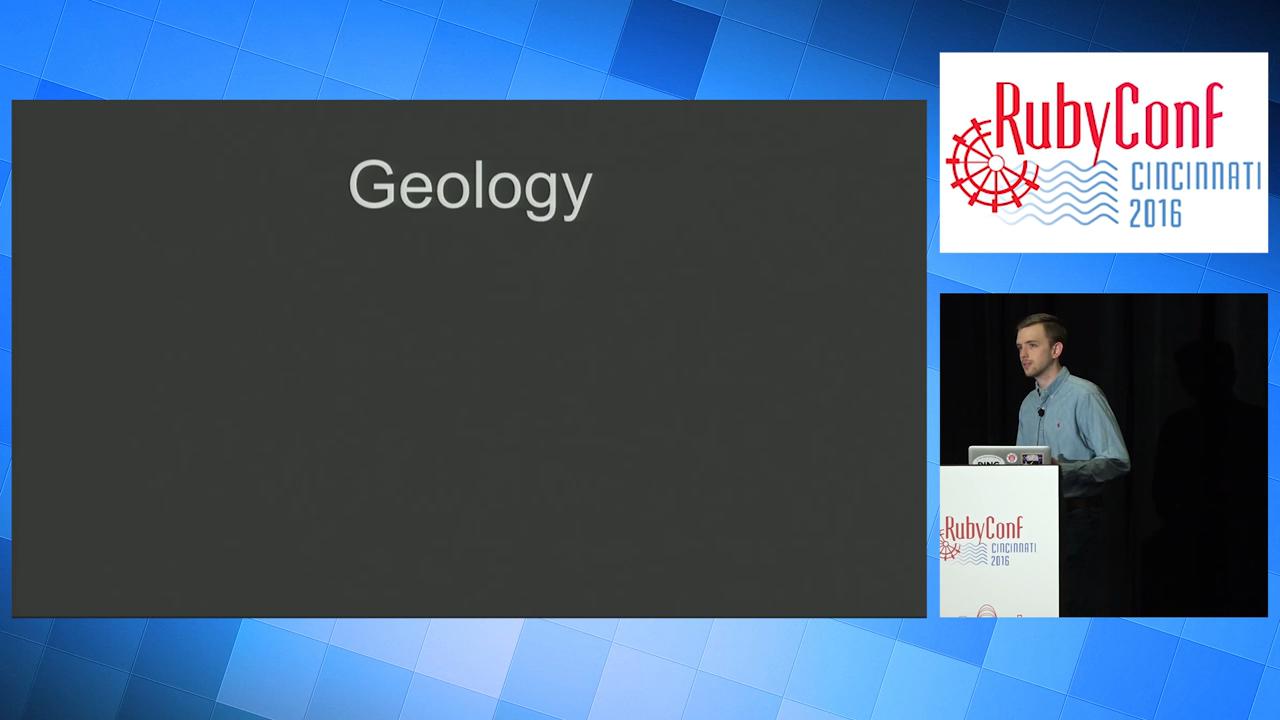 Geology
RubyConf
CINCINNATI
2016
RubyConf
CINCINNATI
2016